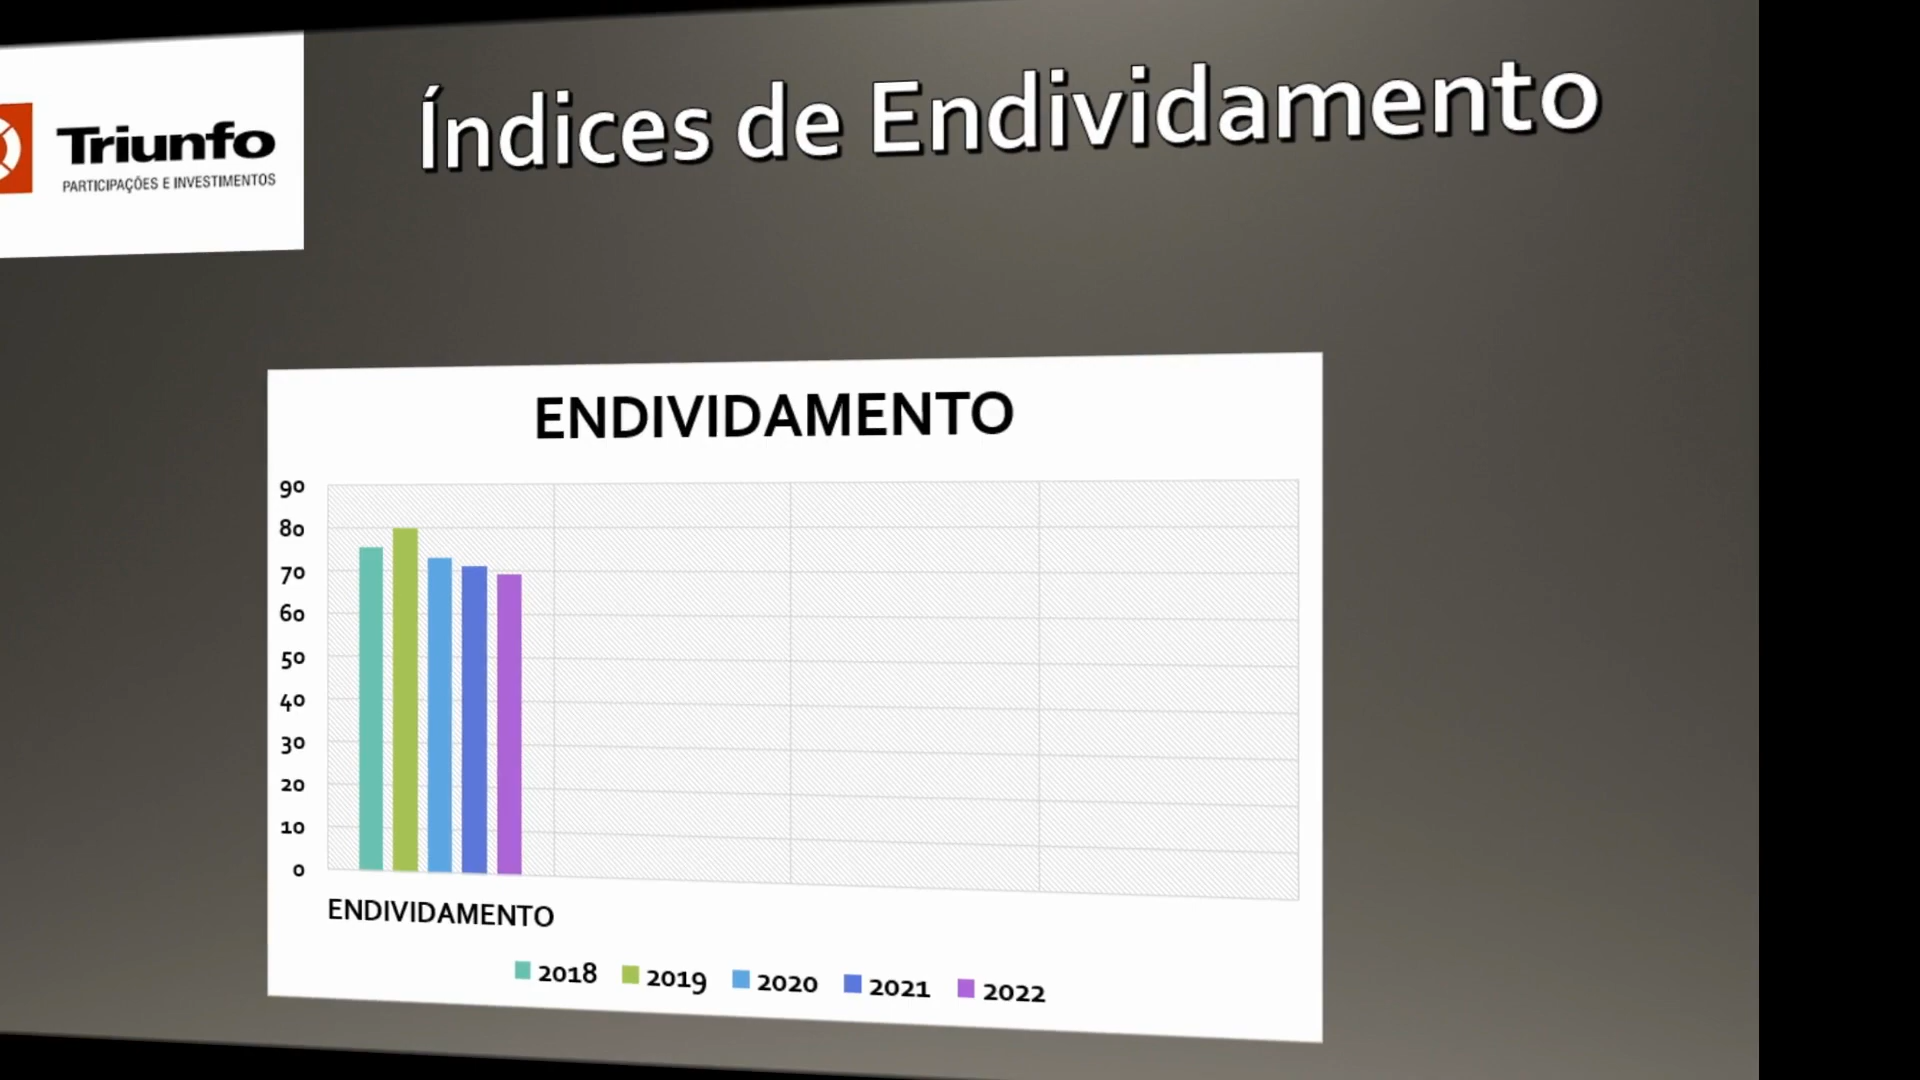 Triunfo
PARTICIPAÇÕES E INVESTIMENTOS
Índices de Endividamento
ENDIVIDAMENTO
90
80
70
60
50
40
30
20
10
0
ENDIVIDAMENTO
2018 2019 2020 2021 2022